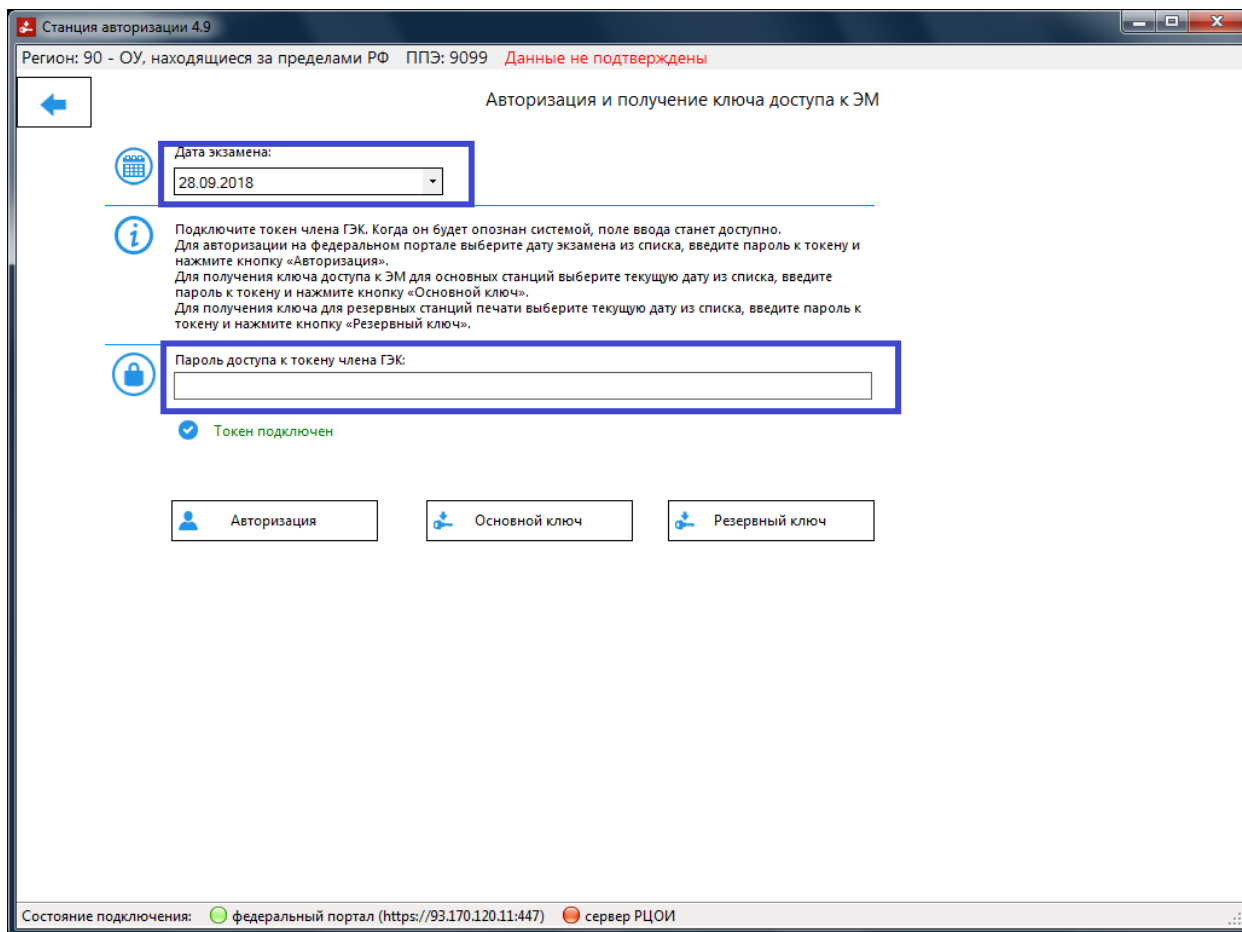 Станция авторизации 4.9
Регион: 90 - ОУ, находящиеся за пределами РФ ППЭ: 9099 Данные не подтверждены
Авторизация и получение ключа доступа к ЭМ
Дата экзамена:
28.09.2018
Подключите токен члена ГЭК. Когда он будет опознан системой, поле ввода станет доступно.
Для авторизации на федеральном портале выберите дату экзамена из списка, введите пароль к токену и
нажмите кнопку «Авторизация».
Для получения ключа доступа к ЭМ для основных станций выберите текущую дату из списка, введите
пароль к токену и нажмите кнопку «Основной ключ».
Для получения ключа для резервных станций печати выберите текущую дату из списка, введите пароль к
токену и нажмите кнопку «Резервный ключ».
Пароль доступа к токену члена ГЭК:
Токен подключен
Авторизация Основной ключ Резервный ключ
Состояние подключения: федеральный портал (https://93.170.120.11:447) сервер РЦОИ